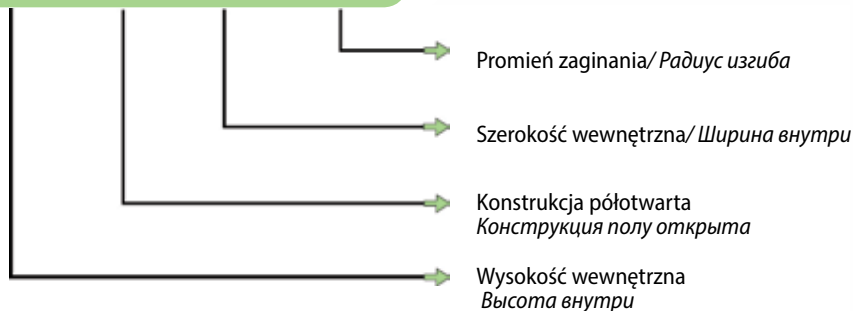 Promień zaginania/ Радиус изгиба
Szerokość wewnętrzna/ Ширина внутри
Konstrukcja półotwarta
Конструкция полу открыта
Wysokość wewnętrzna
Высота внутри